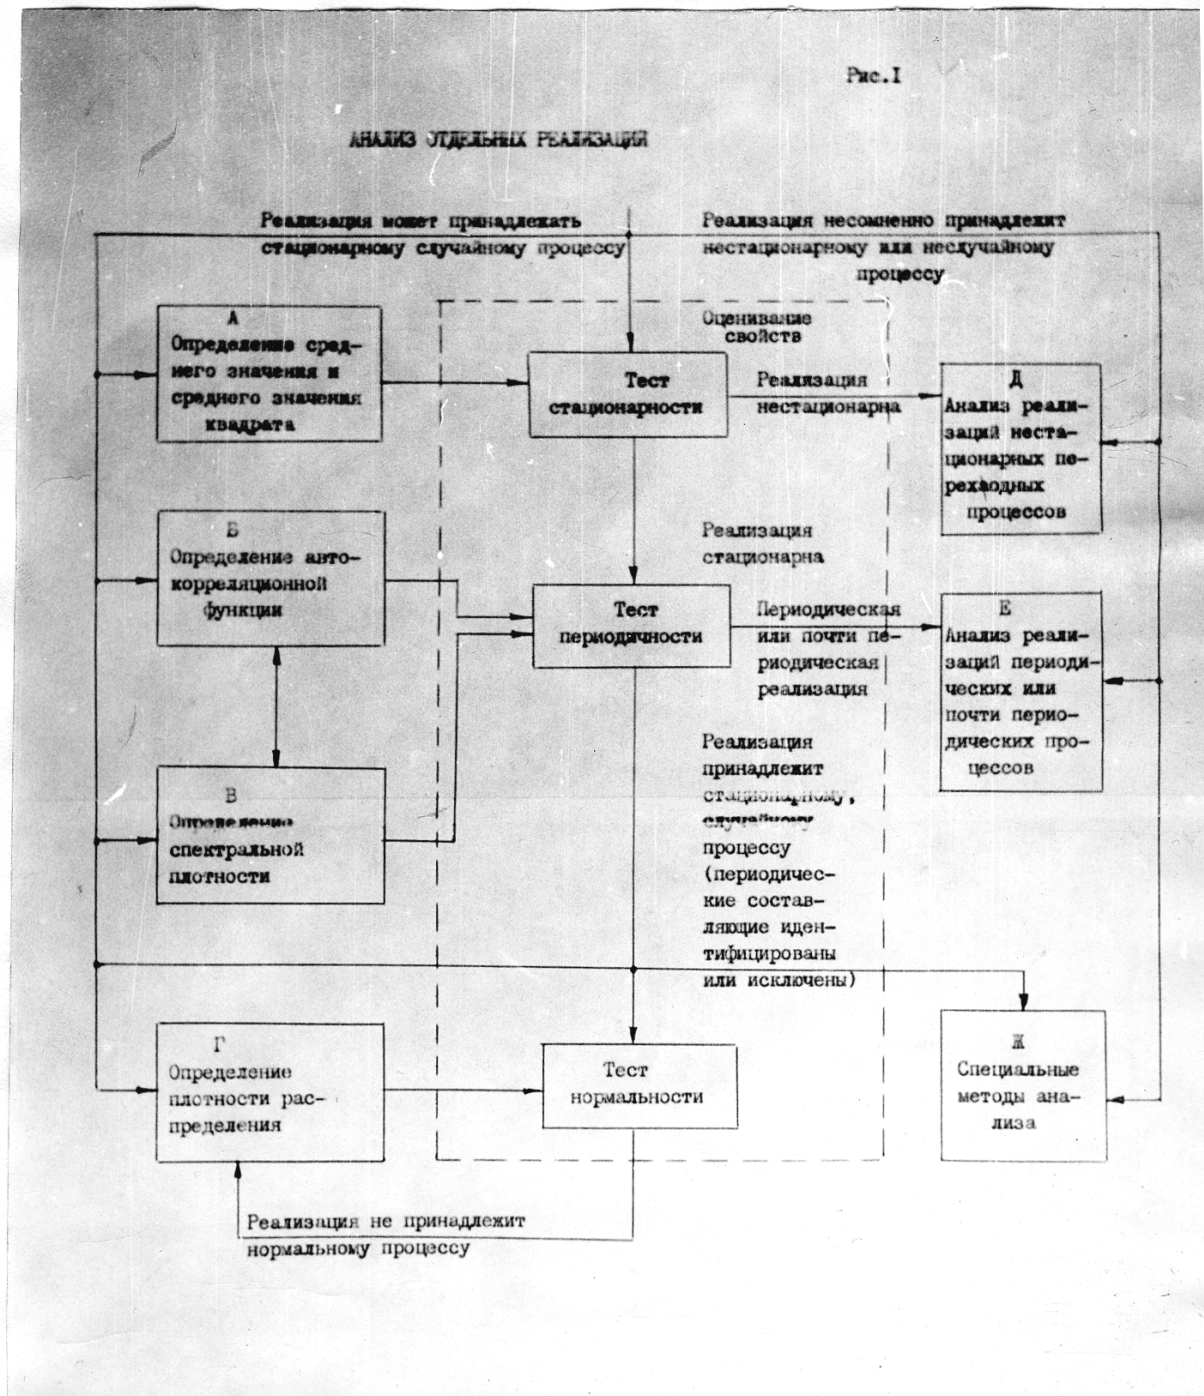 Рис.I
АНАЛИЗ ОТДЕЛЬНЫХ РЕАЛИЗАЦИЙ
Реализация может принадлежать
стационарному случайному процессу
Реализация несомненно принадлежит
нестационарному или неслучайному
процессу
А
Определение сред-
него значения и
среднего значения
квадрата
Оценивание
свойств
Тест
стационарности
Реализация
нестационарна
Д
Анализ реали-
заций неста-
ционарных пе-
реходных
процессов
Б
Определение авто-
корреляционной
функции
Реализация
стационарна
Тест
периодичности
Периодическая
или почти пе-
риодическая
реализация
Е
Анализ реали-
заций периоди-
ческих или
почти перио-
дических про-
цессов
В
Определение
спектральной
плотности
Реализация
принадлежит
стационарному,
случайному
процессу
(периодичес-
кие состав-
ляющие иден-
тифицированы
или исключены)
Г
Определение
плотности рас-
пределения
Тест
нормальности
Ж
Специальные
методы ана-
лиза
Реализация не принадлежит
нормальному процессу